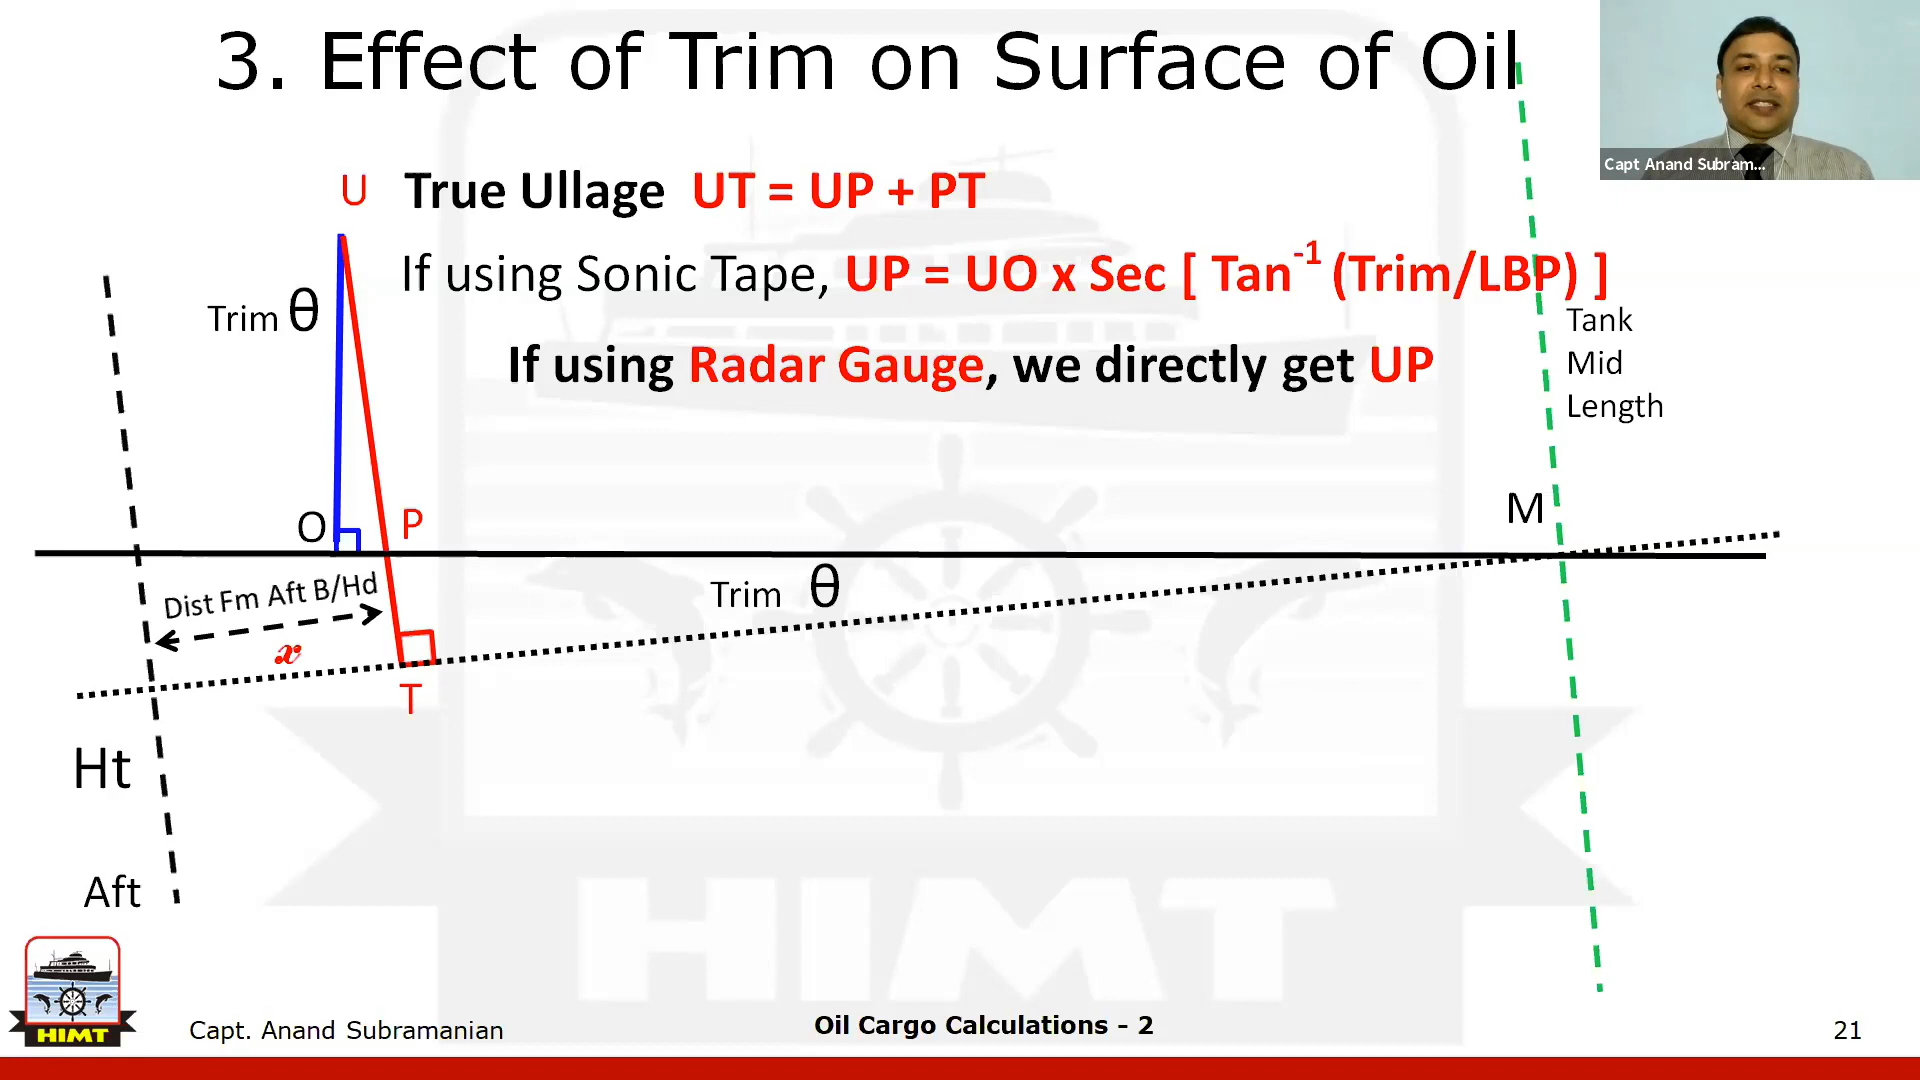 3. Effect of Trim on Surface of Oil
Capt Anand Subram...
U True Ullage UT = UP + PT
If using Sonic Tape, UP = UO x Sec [ Tan⁻¹ (Trim/LBP) ]
Trim θ
If using Radar Gauge, we directly get UP
Tank
Mid
Length
O P
M
Dist Fm Aft B/Hd
Trim θ
x
T
Ht
Aft
HIMT
HIMT
Capt. Anand Subramanian
Oil Cargo Calculations - 2
21